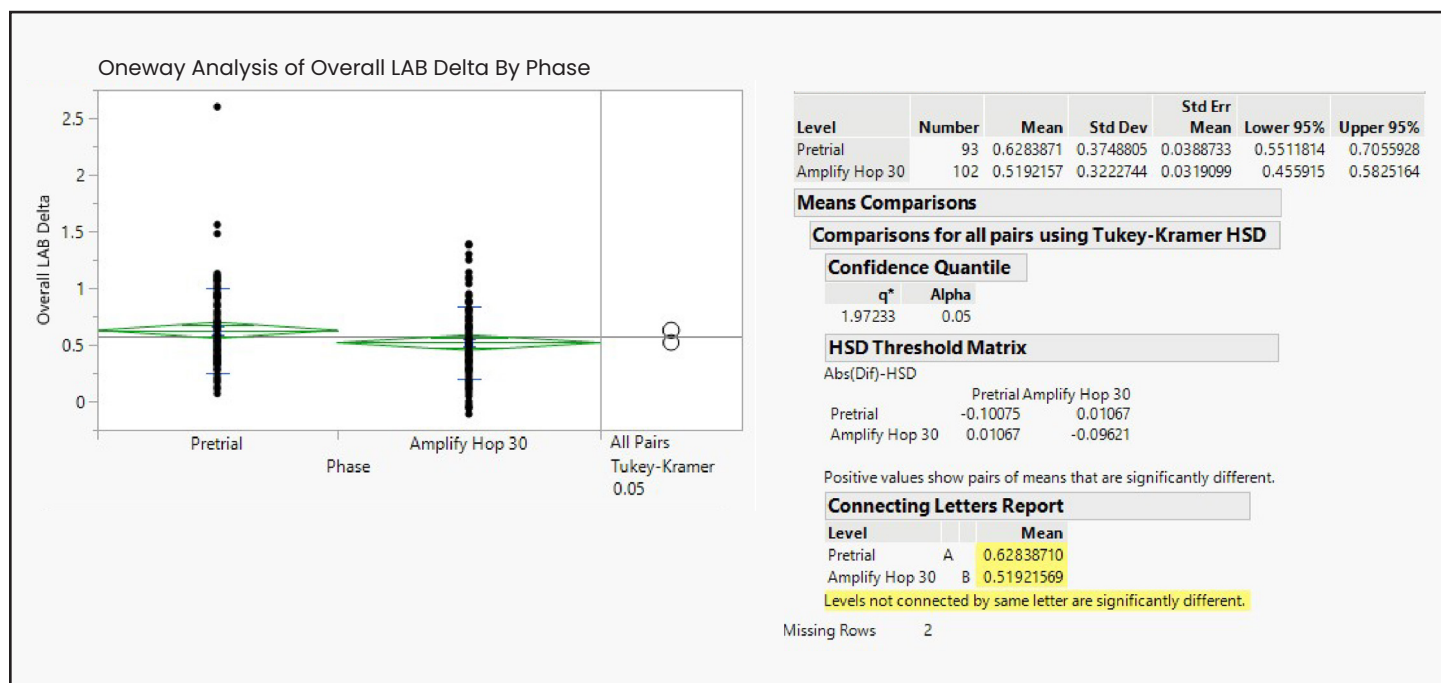 Oneway Analysis of Overall LAB Delta By Phase
Overall LAB Delta
2.5
2
1.5
1
0.5
0
Pretrial Amplify Hop 30 All Pairs
Phase Tukey-Kramer
0.05
Std Err
Level Number Mean Std Dev Mean Lower 95% Upper 95%
Pretrial 93 0.6283871 0.3748805 0.0388733 0.5511814 0.7055928
Amplify Hop 30 102 0.5192157 0.3222744 0.0319099 0.455915 0.5825164
Means Comparisons
Comparisons for all pairs using Tukey-Kramer HSD
Confidence Quantile
q* Alpha
1.97233 0.05
HSD Threshold Matrix
Abs(Dif)-HSD
Pretrial Amplify Hop 30
Pretrial -0.10075 0.01067
Amplify Hop 30 0.01067 -0.09621
Positive values show pairs of means that are significantly different.
Connecting Letters Report
Level Mean
Pretrial A 0.62838710
Amplify Hop 30 B 0.51921569
Levels not connected by same letter are significantly different.
Missing Rows 2